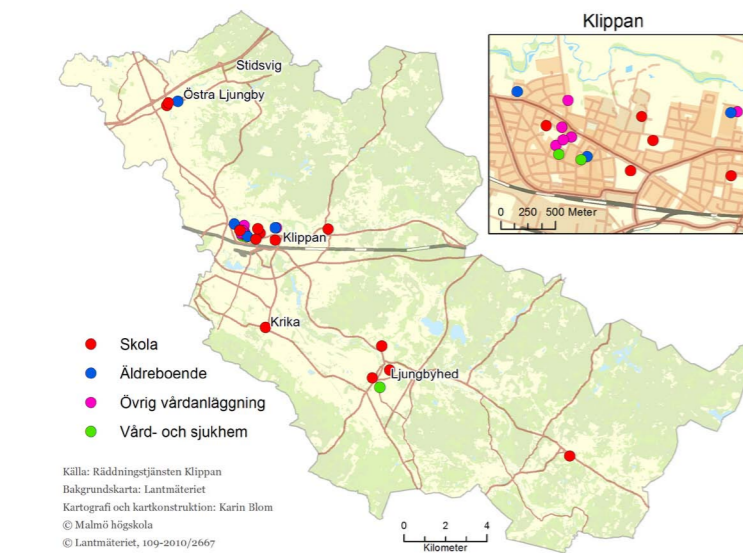 Klippan
Stidsvig
Östra Ljungby
0 250 500 Meter
Klippan
Krika
Skola
Äldreboende
Ljungbyhed
Övrig vårdanläggning
Vård- och sjukhem
Källa: Räddningstjänsten Klippan
Bakgrundskarta: Lantmäteriet
Kartografi och kartkonstruktion: Karin Blom
© Malmö högskola
© Lantmäteriet, 109-2010/2667
0 2 4
Kilometer